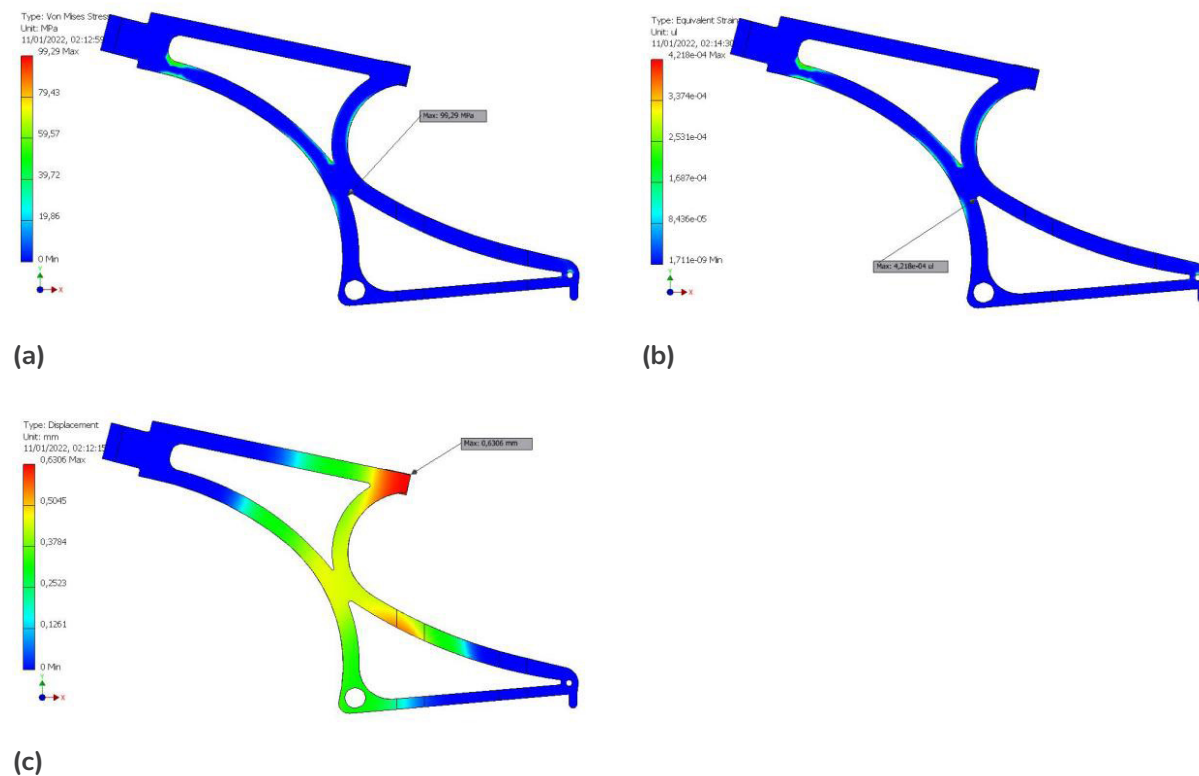 Type: Von Mises Stress
Unit: MPa
11/01/2022, 02:12:59
99,29 Max
79,43
59,57
39,72
19,86
0 Min
Y
X
Max: 99,29 MPa
(a)
Type: Equivalent Strain
Unit: ul
11/01/2022, 02:14:30
4,218e-04 Max
3,374e-04
2,531e-04
1,687e-04
8,436e-05
1,711e-09 Min
Y
X
Max: 4,218e-04 ul
(b)
Type: Displacement
Unit: mm
11/01/2022, 02:12:15
0,6306 Max
0,5045
0,3784
0,2523
0,1261
0 Min
Y
X
Max: 0,6306 mm
(c)